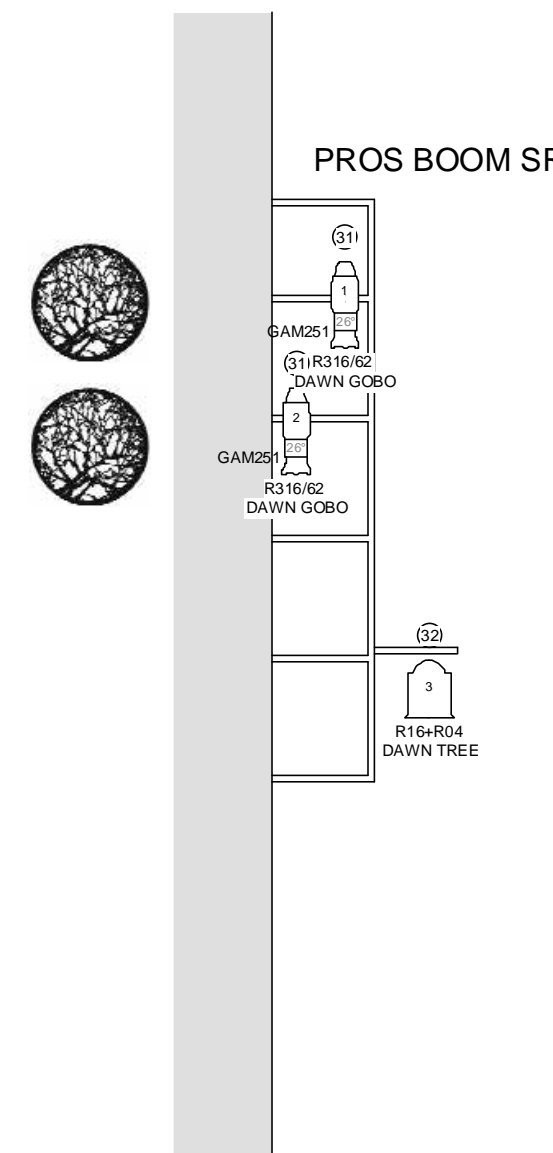 PROS BOOM
31
1
26°
GAM251
R316/62
DAWN GOBO
31
2
26°
GAM251
R316/62
DAWN GOBO
32
3
R16+R04
DAWN TREE